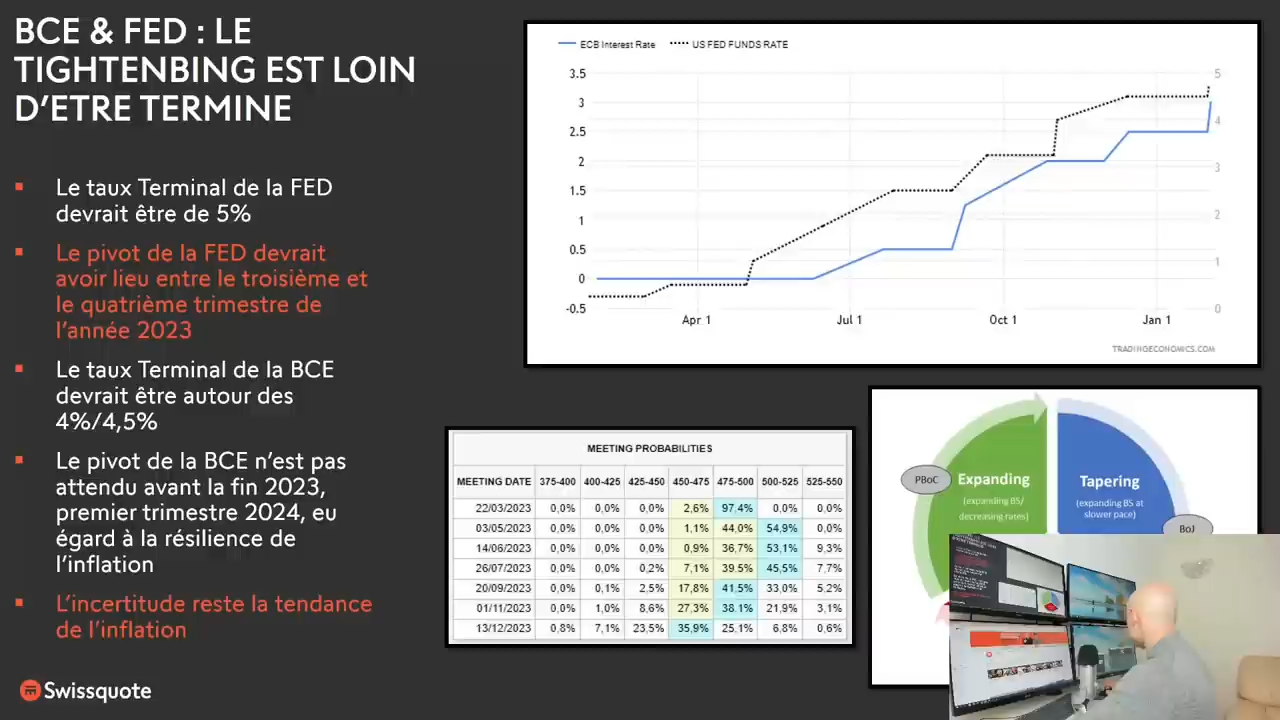 BCE & FED : LE
TIGHTENBING EST LOIN
D’ETRE TERMINE
Le taux Terminal de la FED
devrait être de 5%
Le pivot de la FED devrait
avoir lieu entre le troisième et
le quatrième trimestre de
l’année 2023
Le taux Terminal de la BCE
devrait être autour des
4%/4,5%
Le pivot de la BCE n’est pas
attendu avant la fin 2023,
premier trimestre 2024, eu
égard à la résilience de
l’inflation
L’incertitude reste la tendance
de l’inflation
Swissquote
ECB Interest Rate US FED FUNDS RATE
3.5 5
3
4
2.5
2 3
1.5
2
1
0.5 1
0
-0.5 0
Apr 1 Jul 1 Oct 1 Jan 1
TRADINGECONOMICS.COM
MEETING PROBABILITIES
MEETING DATE 375-400 400-425 425-450 450-475 475-500 500-525 525-550
22/03/2023 0,0% 0,0% 0,0% 2,6% 97,4% 0,0% 0,0%
03/05/2023 0,0% 0,0% 0,0% 1,1% 44,0% 54,9% 0,0%
14/06/2023 0,0% 0,0% 0,0% 0,9% 36,7% 53,1% 9,3%
26/07/2023 0,0% 0,0% 0,2% 7,1% 39,5% 45,5% 7,7%
20/09/2023 0,0% 0,1% 2,5% 17,8% 41,5% 33,0% 5,2%
01/11/2023 0,0% 1,0% 8,6% 27,3% 38,1% 21,9% 3,1%
13/12/2023 0,8% 7,1% 23,5% 35,9% 25,1% 6,8% 0,6%
PBoC
Expanding
(expanding BS/
decreasing rates)
Tapering
(expanding BS at
slower pace)
BoJ